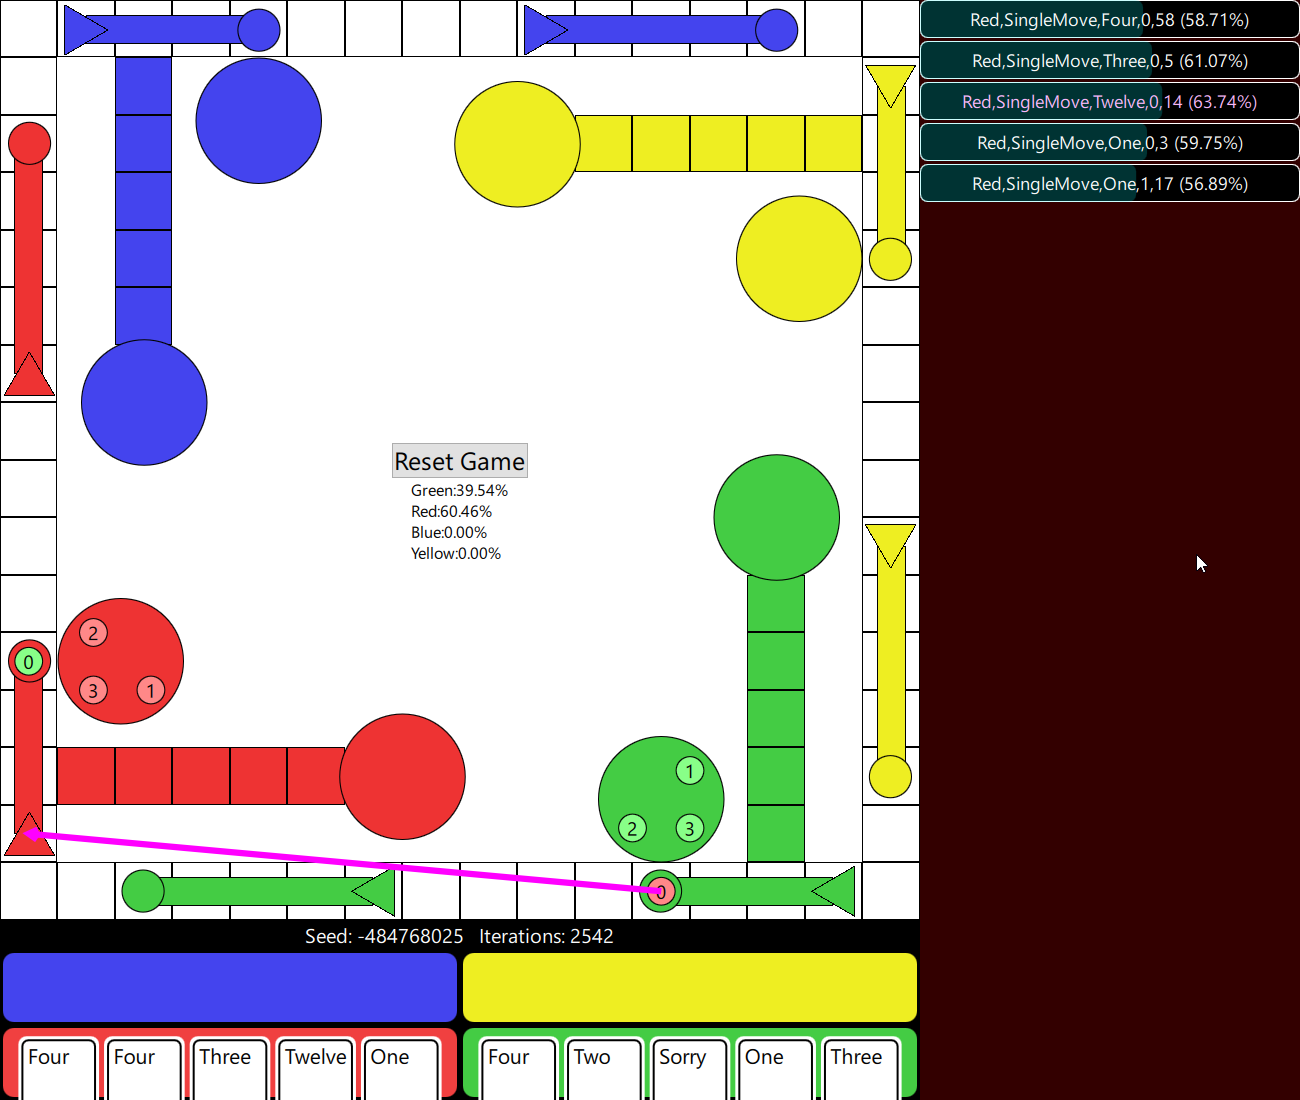 Red,SingleMove,Four,0,58 (58.71%)
Red,SingleMove,Three,0,5 (61.07%)
Red,SingleMove,Twelve,0,14 (63.74%)
Red,SingleMove,One,0,3 (59.75%)
Red,SingleMove,One,1,17 (56.89%)
Reset Game
Green:39.54%
Red:60.46%
Blue:0.00%
Yellow:0.00%
2
0
3 1
1
2 3
0
Seed: -484768025 Iterations: 2542
Four Four Three Twelve One
Four Two Sorry One Three